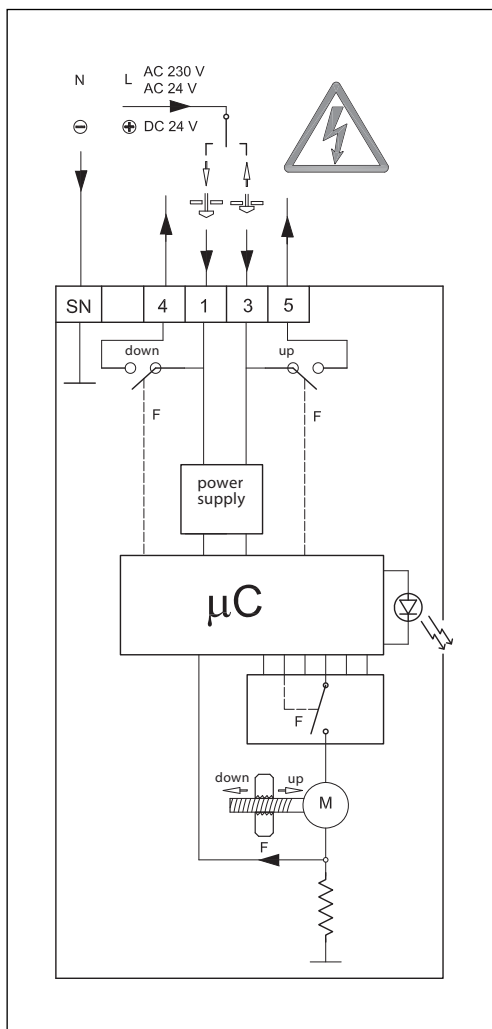 N L AC 230 V
AC 24 V
⊖ ⊕ DC 24 V
SN 4 1 3 5
down up
F F
power
supply
µC
F
down up
M
F